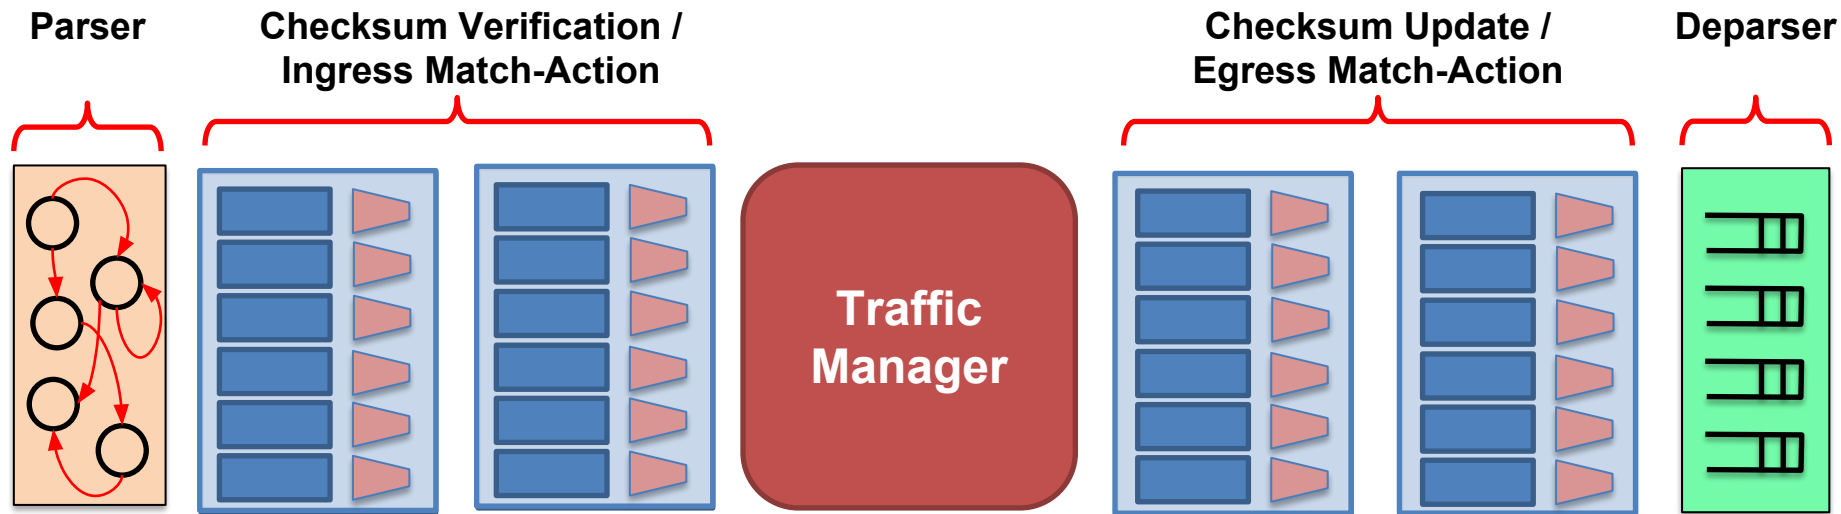 Parser
Checksum Verification /
Ingress Match-Action
Checksum Update /
Egress Match-Action
Deparser
Traffic
Manager